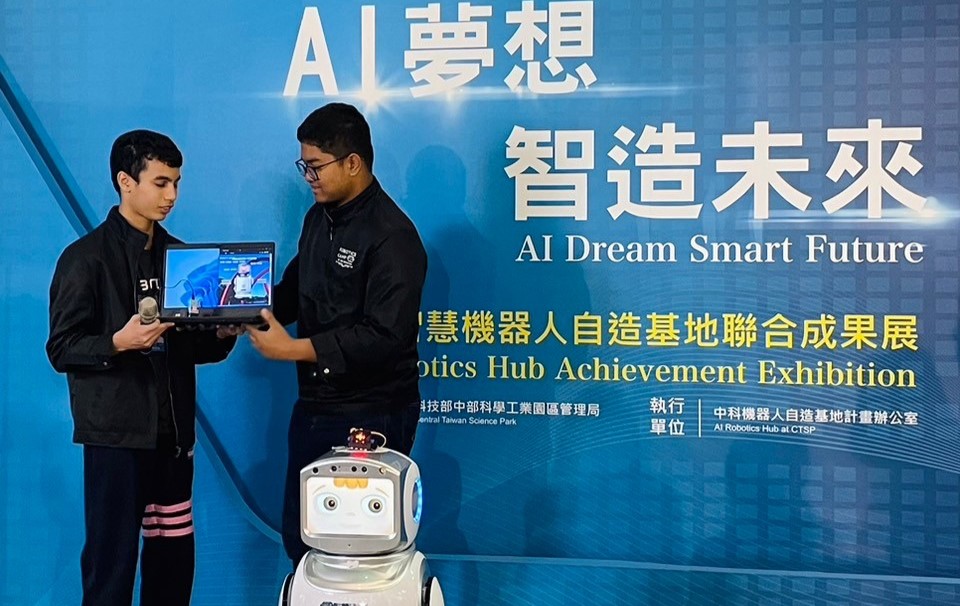 AI夢想
智造未來
AI Dream Smart Future
慧機器人自造基地聯合成果展
Hub Achievement Exhibition
科技部中部科學工業園區管理局
Central Taiwan Science Park
執行
單位
中科機器人自造基地計畫辦公室
AI Robotics Hub at CTSP